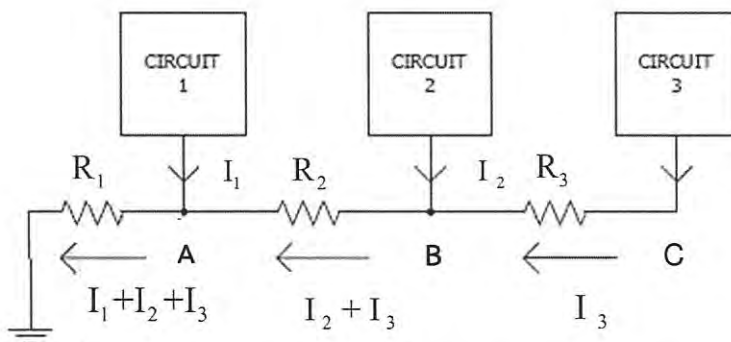 CIRCUIT
1
CIRCUIT
2
CIRCUIT
3
R₁
I₁
R₂
I₂
R₃
A
B
C
I₁+I₂+I₃
I₂ + I₃
I₃